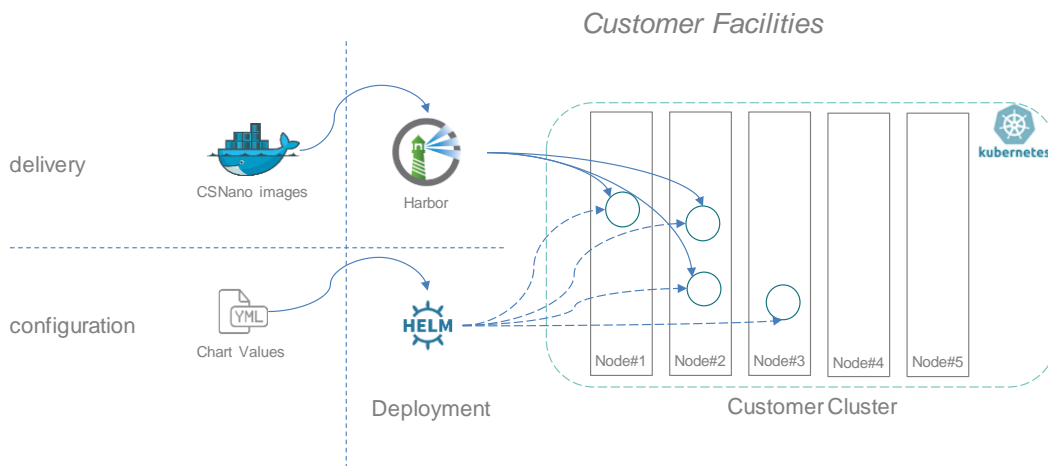 Customer Facilities
kubernetes
delivery
CSNano images
Harbor
configuration
YML
HELM
Chart Values
Node#1
Node#2
Node#3
Node#4
Node#5
Deployment
Customer Cluster